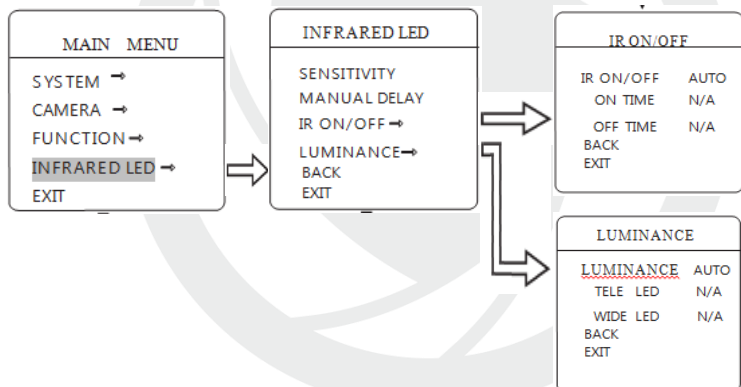 MAIN MENU
SYSTEM ➞
CAMERA ➞
FUNCTION ➞
INFRARED LED ➞
EXIT
INFRARED LED
SENSITIVITY
MANUAL DELAY
IR ON/OFF ➞
LUMINANCE ➞
BACK
EXIT
IR ON/OFF
IR ON/OFF AUTO
ON TIME N/A
OFF TIME N/A
BACK
EXIT
LUMINANCE
LUMINANCE AUTO
TELE LED N/A
WIDE LED N/A
BACK
EXIT